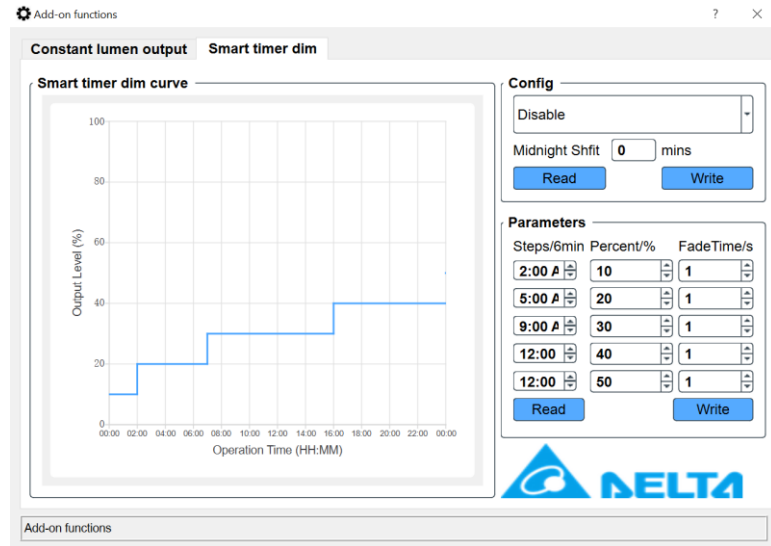 Add-on functions
?
Constant lumen output
Smart timer dim
Smart timer dim curve
100
80
60
40
20
0
Output Level (%)
00:00 02:00 04:00 06:00 08:00 10:00 12:00 14:00 16:00 18:00 20:00 22:00 00:00
Operation Time (HH:MM)
Config
Disable
Midnight Shfit 0 mins
Read Write
Parameters
Steps/6min Percent/% FadeTime/s
2:00 A 10 1
5:00 A 20 1
9:00 A 30 1
12:00 40 1
12:00 50 1
Read Write
DELTA
Add-on functions